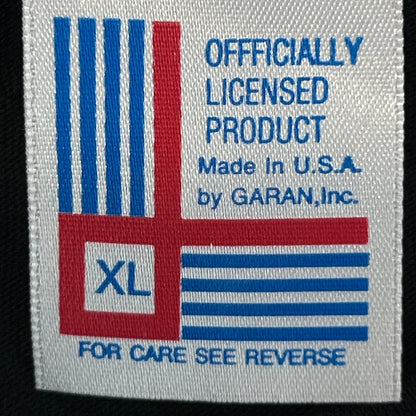 OFFFICIALLY
LICENSED
PRODUCT
Made In U.S.A.
by GARAN,Inc.
XL
FOR CARE SEE REVERSE